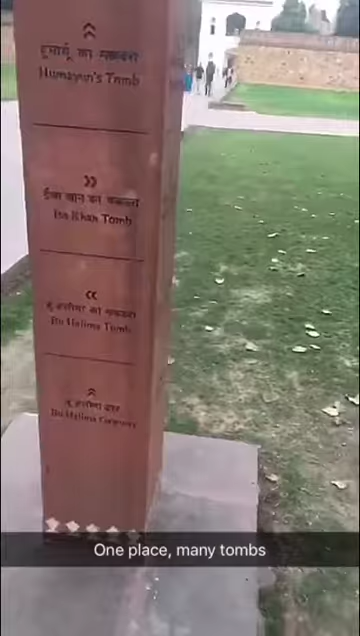 हुमायूँ का मकबरा
Humayun's Tomb
ईसा खान का मकबरा
Isa Khan Tomb
बू हलीमा का मकबरा
Bu Halima Tomb
बू हलीमा द्वार
Bu Halima Gateway
One place, many tombs